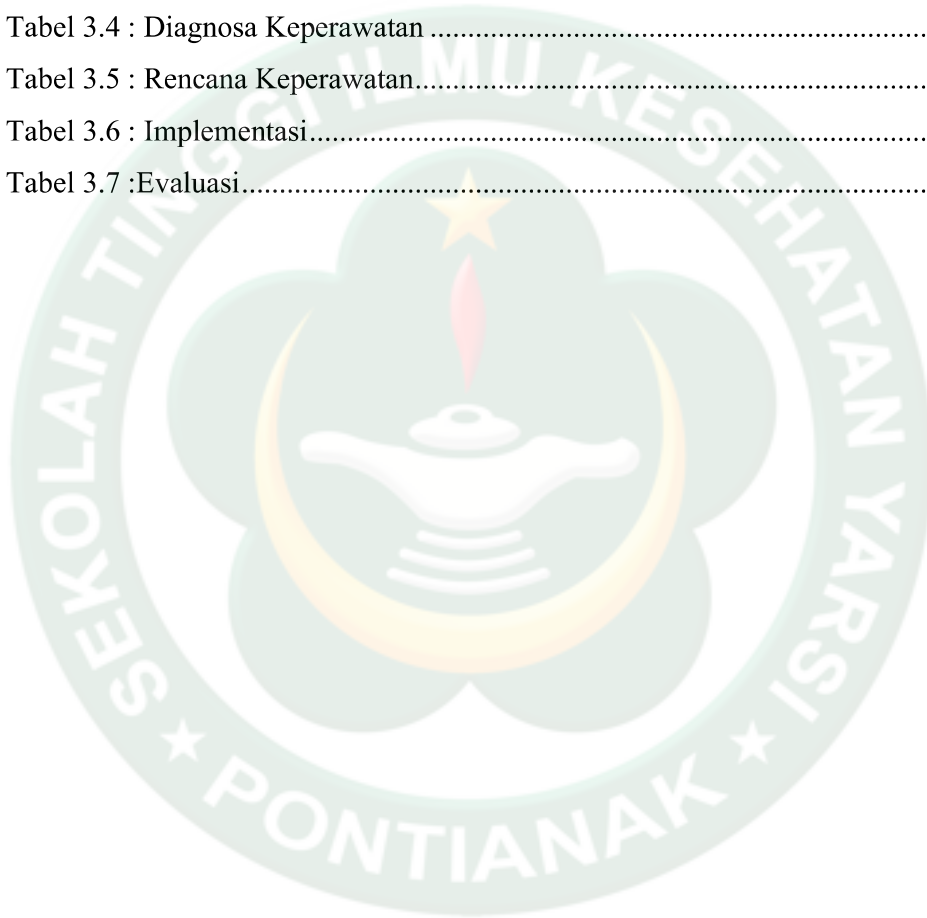 Tabel 3.4 : Diagnosa Keperawatan ................................................................
Tabel 3.5 : Rencana Keperawatan..................................................................
Tabel 3.6 : Implementasi................................................................................
Tabel 3.7 :Evaluasi.........................................................................................
SEKOLAH TINGGI ILMU KESEHATAN YARSI
PONTIANAK